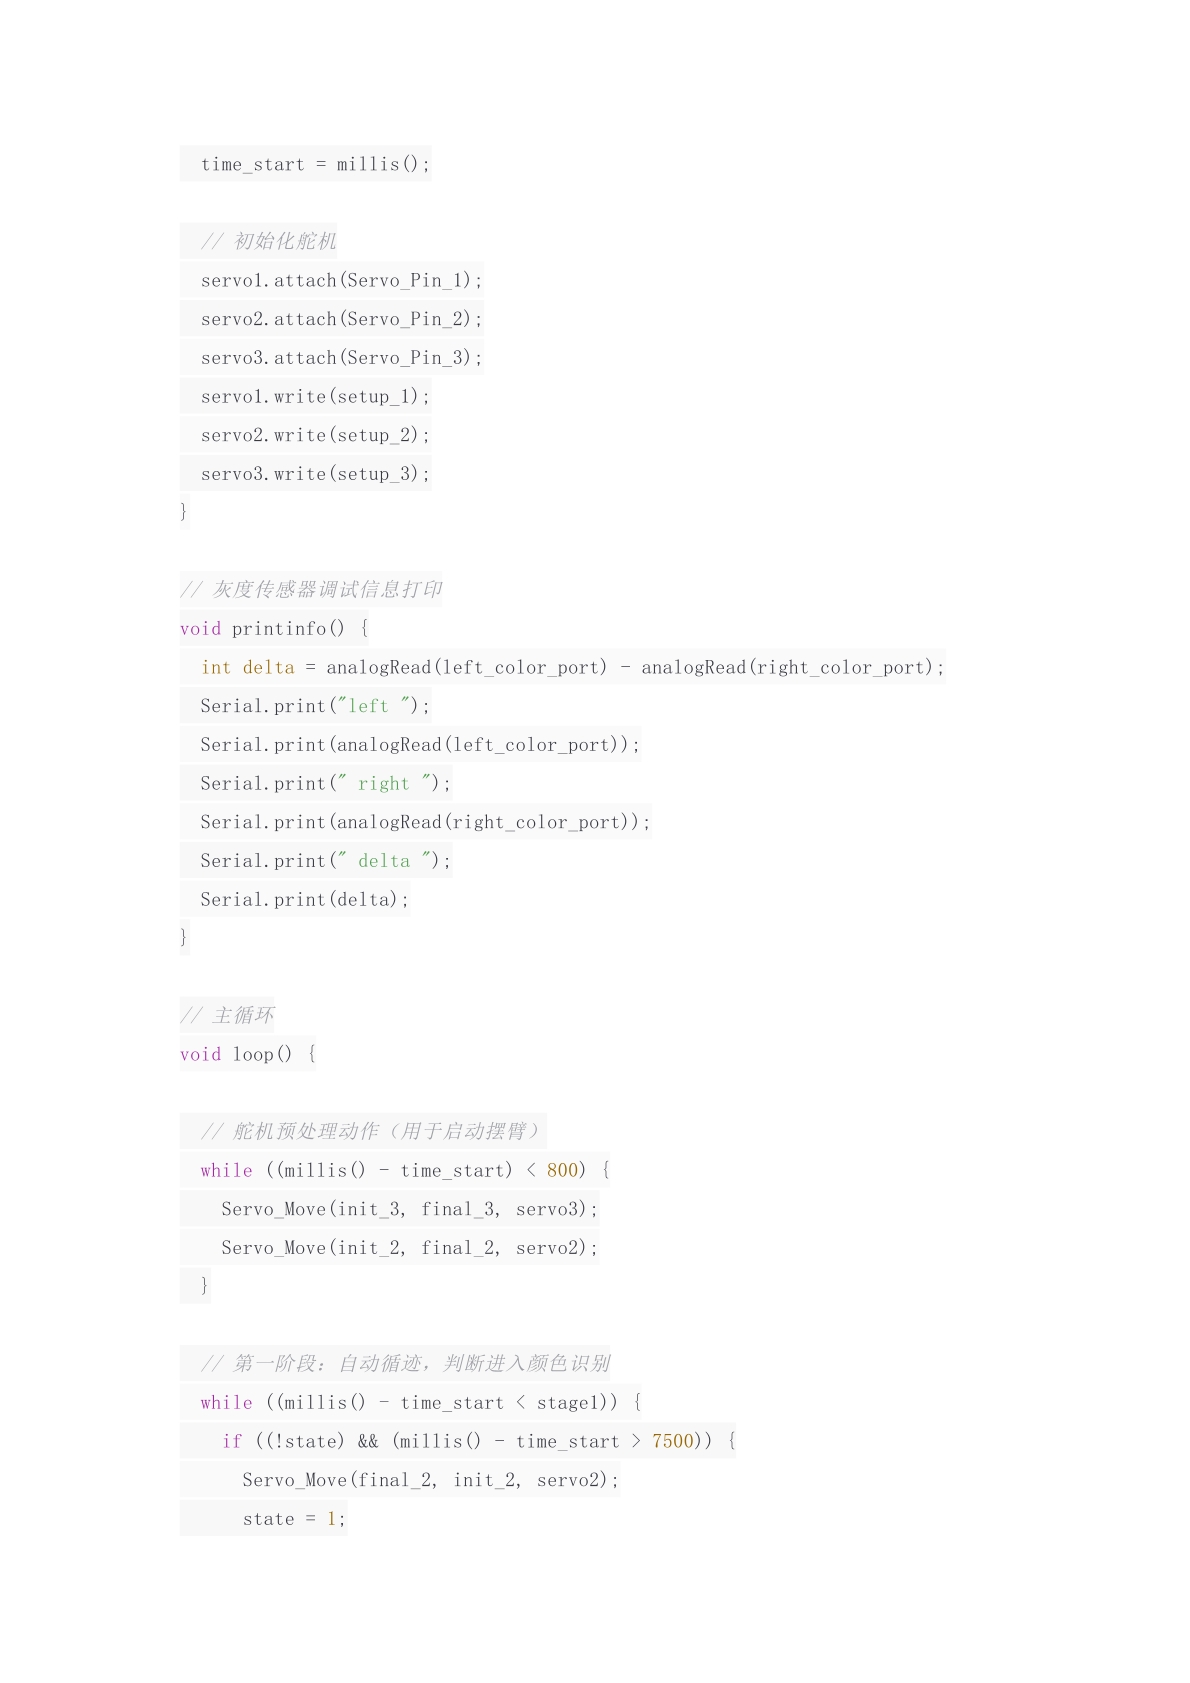 time_start = millis();
// 初始化舵机
servo1.attach(Servo_Pin_1);
servo2.attach(Servo_Pin_2);
servo3.attach(Servo_Pin_3);
servo1.write(setup_1);
servo2.write(setup_2);
servo3.write(setup_3);
}
// 灰度传感器调试信息打印
void printinfo() {
int delta = analogRead(left_color_port) - analogRead(right_color_port);
Serial.print("left ");
Serial.print(analogRead(left_color_port));
Serial.print(" right ");
Serial.print(analogRead(right_color_port));
Serial.print(" delta ");
Serial.print(delta);
}
// 主循环
void loop() {
// 舵机预处理动作（用于启动摆臂）
while ((millis() - time_start) < 800) {
Servo_Move(init_3, final_3, servo3);
Servo_Move(init_2, final_2, servo2);
}
// 第一阶段：自动循迹，判断进入颜色识别
while ((millis() - time_start < stage1)) {
if ((!state) && (millis() - time_start > 7500)) {
Servo_Move(final_2, init_2, servo2);
state = 1;